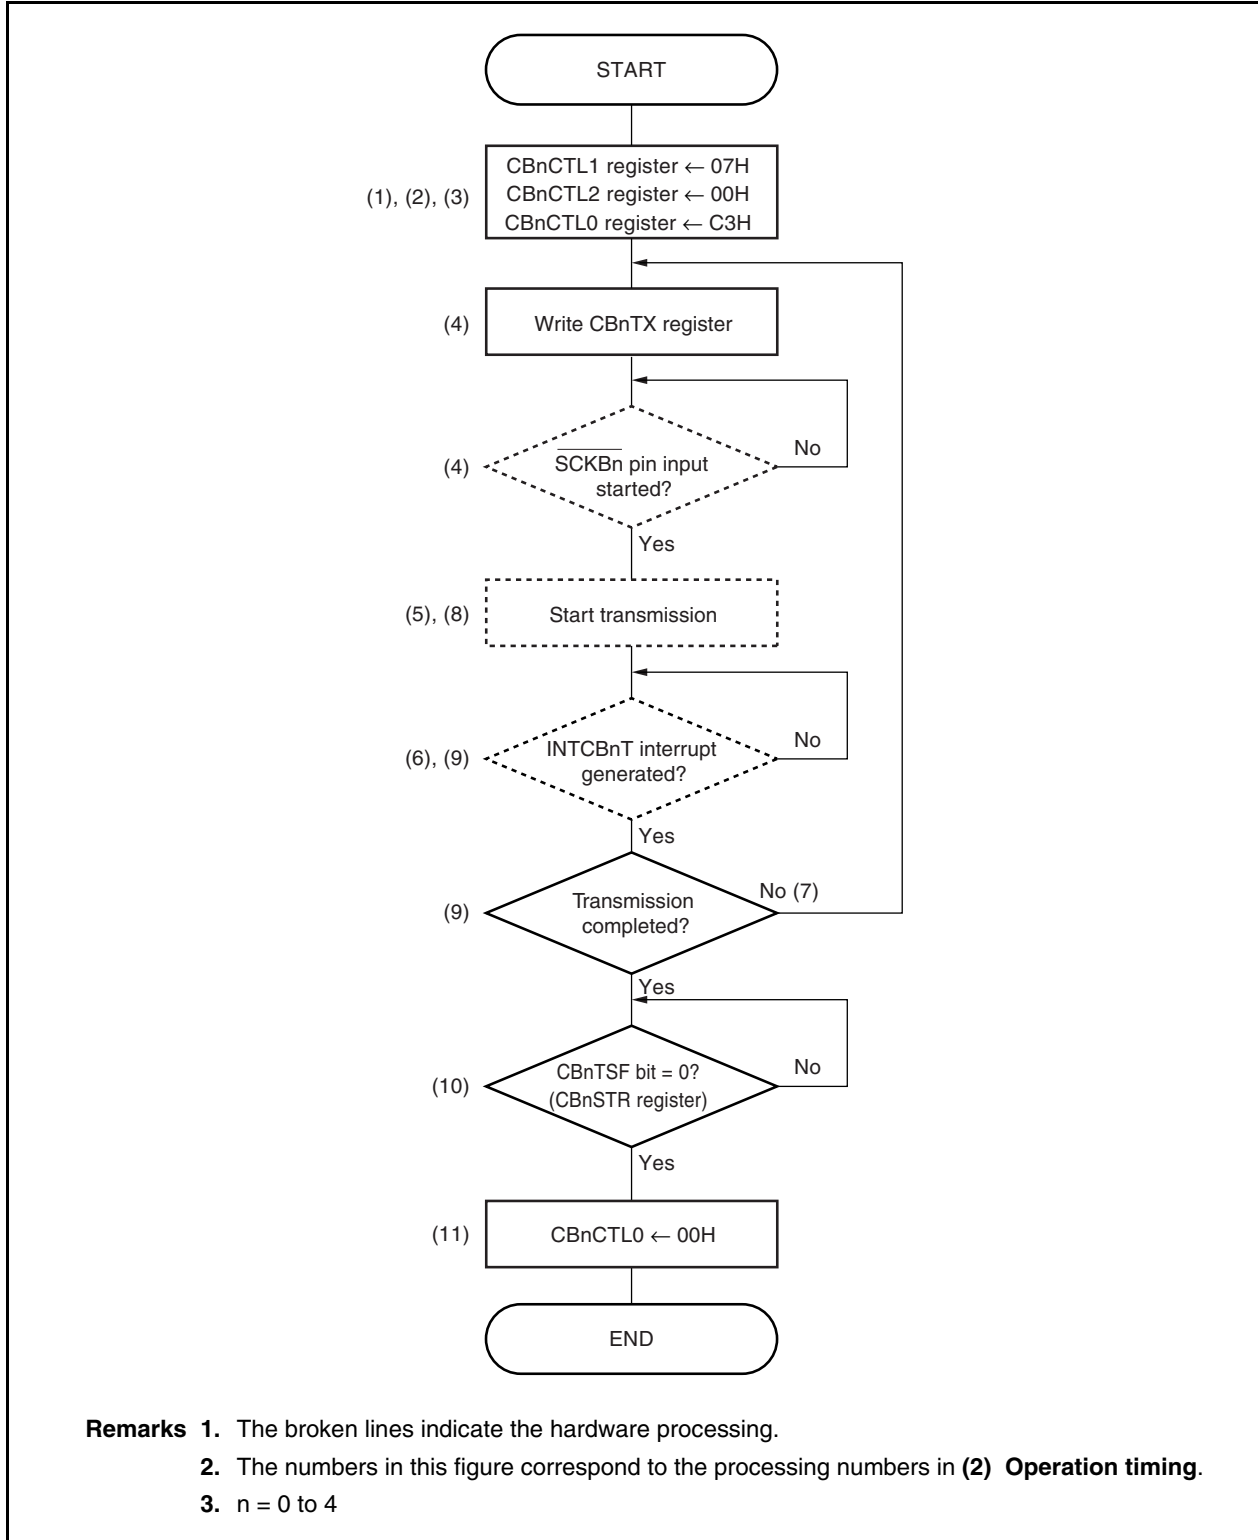 START
CBnCTL1 register ← 07H
(1), (2), (3)
CBnCTL2 register ← 00H
CBnCTL0 register ← C3H
(4)
Write CBnTX register
(4)
SCKBn pin input
started?
No
Yes
(5), (8)
Start transmission
(6), (9)
INTCBnT interrupt
generated?
No
Yes
(9)
Transmission
completed?
No (7)
Yes
(10)
CBnTSF bit = 0?
(CBnSTR register)
No
Yes
(11)
CBnCTL0 ← 00H
END
Remarks 1. The broken lines indicate the hardware processing.
2. The numbers in this figure correspond to the processing numbers in (2) Operation timing.
3. n = 0 to 4